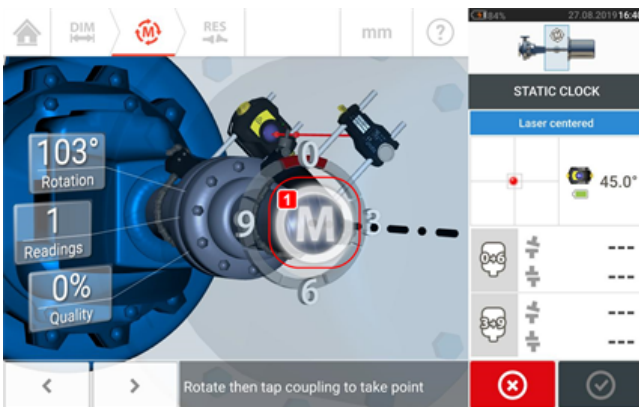 DIM
M
RES
mm
?
84%
27.08.2019 16:40
STATIC CLOCK
Laser centered
45.0°
103°
Rotation
1
Readings
0%
Quality
0
9
1
M
3
6
0→6
---
---
3→9
---
---
<
>
Rotate then tap coupling to take point